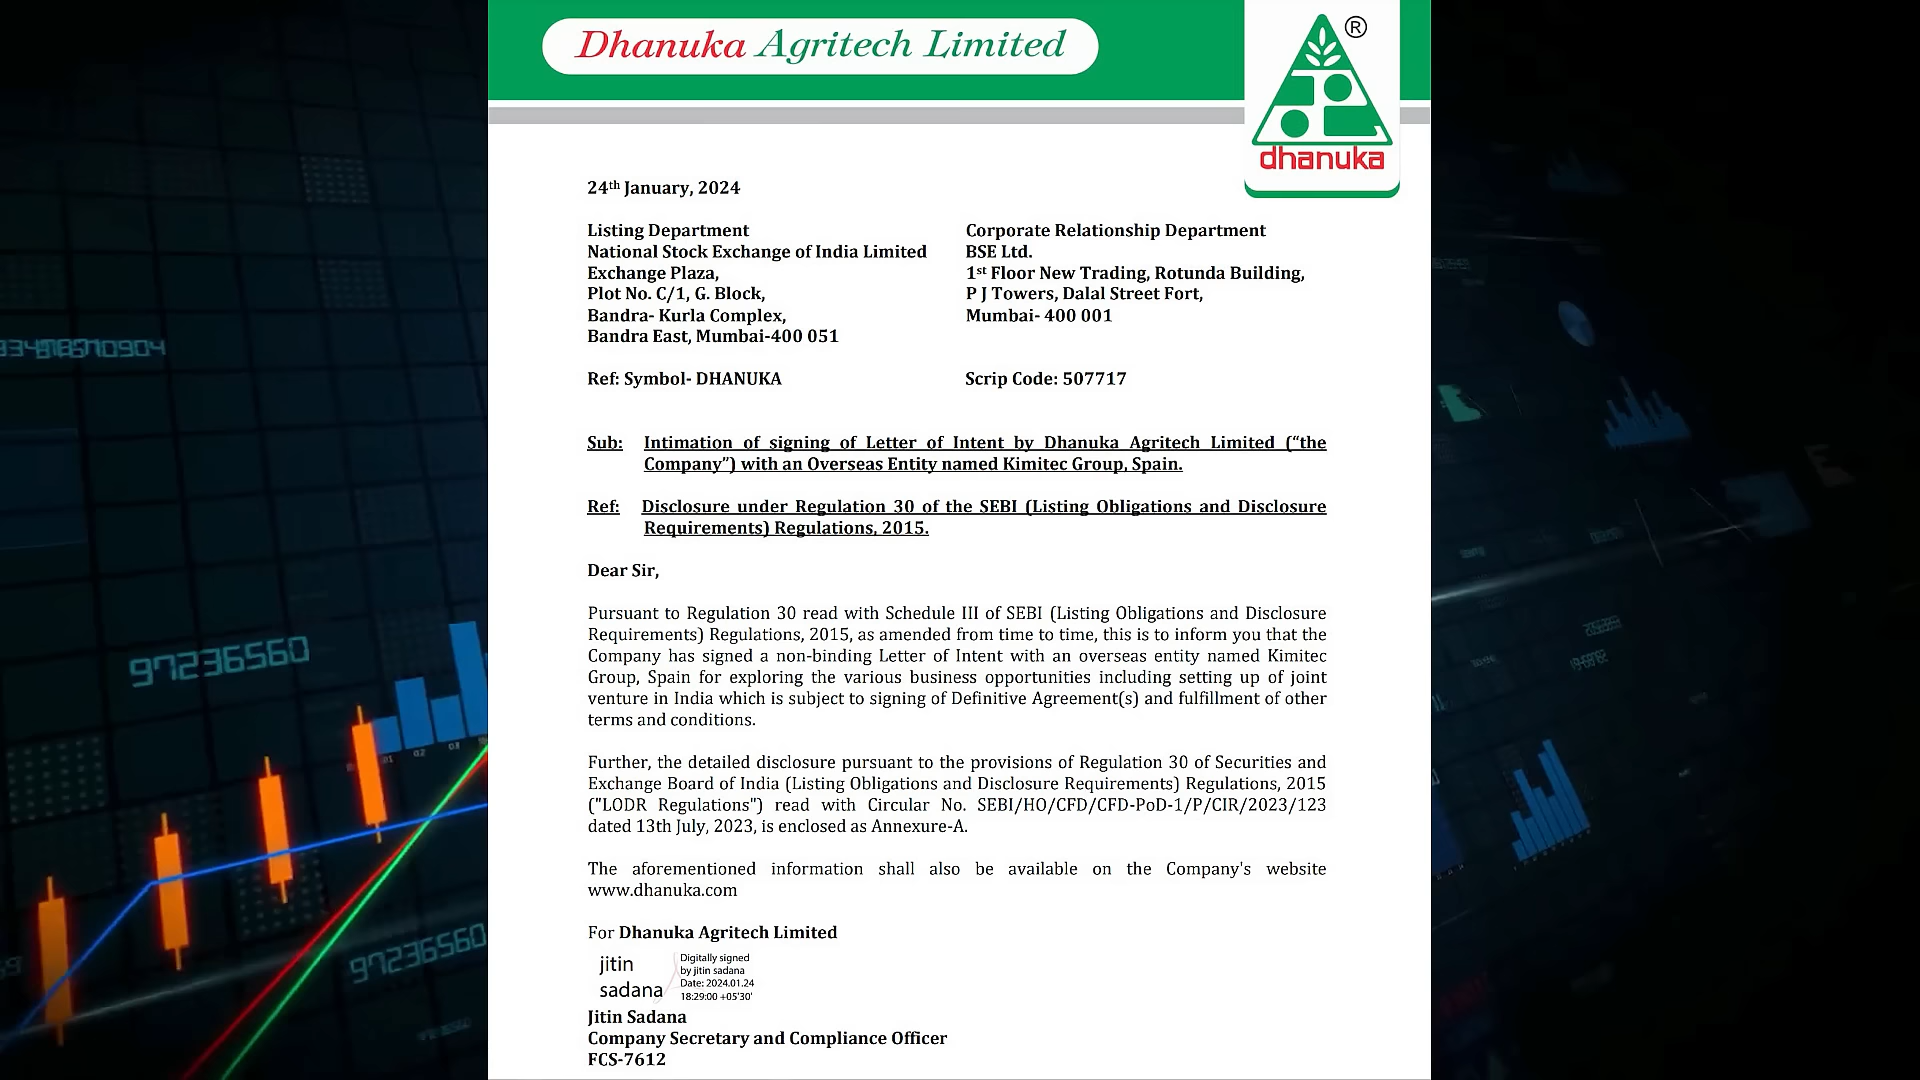 Dhanuka Agritech Limited
®
dhanuka
24th January, 2024
Listing Department
National Stock Exchange of India Limited
Exchange Plaza,
Plot No. C/1, G. Block,
Bandra- Kurla Complex,
Bandra East, Mumbai-400 051
Corporate Relationship Department
BSE Ltd.
1st Floor New Trading, Rotunda Building,
P J Towers, Dalal Street Fort,
Mumbai- 400 001
Ref: Symbol- DHANUKA
Scrip Code: 507717
Sub: Intimation of signing of Letter of Intent by Dhanuka Agritech Limited (“the
Company”) with an Overseas Entity named Kimitec Group, Spain.
Ref: Disclosure under Regulation 30 of the SEBI (Listing Obligations and Disclosure
Requirements) Regulations, 2015.
Dear Sir,
Pursuant to Regulation 30 read with Schedule III of SEBI (Listing Obligations and Disclosure
Requirements) Regulations, 2015, as amended from time to time, this is to inform you that the
Company has signed a non-binding Letter of Intent with an overseas entity named Kimitec
Group, Spain for exploring the various business opportunities including setting up of joint
venture in India which is subject to signing of Definitive Agreement(s) and fulfillment of other
terms and conditions.
Further, the detailed disclosure pursuant to the provisions of Regulation 30 of Securities and
Exchange Board of India (Listing Obligations and Disclosure Requirements) Regulations, 2015
("LODR Regulations") read with Circular No. SEBI/HO/CFD/CFD-PoD-1/P/CIR/2023/123
dated 13th July, 2023, is enclosed as Annexure-A.
The aforementioned information shall also be available on the Company's website
www.dhanuka.com
For Dhanuka Agritech Limited
jitin
sadana
Digitally signed
by jitin sadana
Date: 2024.01.24
18:29:00 +05'30'
Jitin Sadana
Company Secretary and Compliance Officer
FCS-7612
97236560
97236560